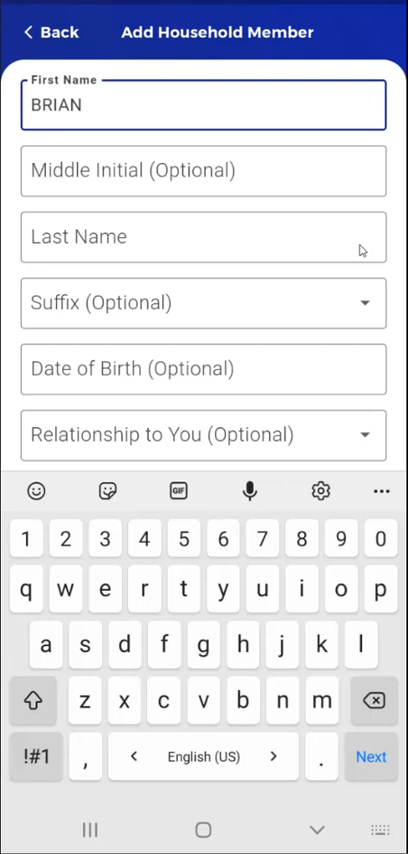 Back Add Household Member
First Name
BRIAN
Middle Initial (Optional)
Last Name
Suffix (Optional)
Date of Birth (Optional)
Relationship to You (Optional)
GIF
1 2 3 4 5 6 7 8 9 0
q w e r t y u i o p
a s d f g h j k l
z x c v b n m
!#1 , < English (US) > . Next